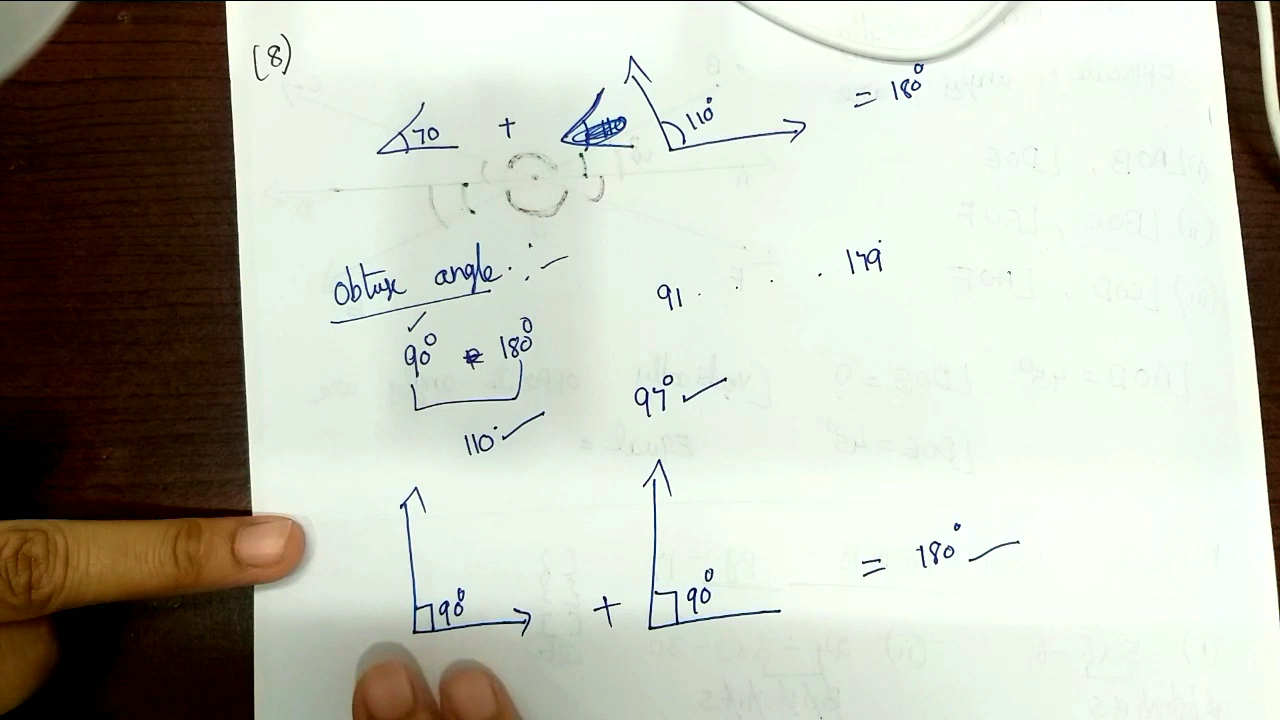 (8)
70 + 110° = 180°
obtuse angle :-
91 . . . . 179°
90° 180°
97°
110°
90° + 90° = 180°